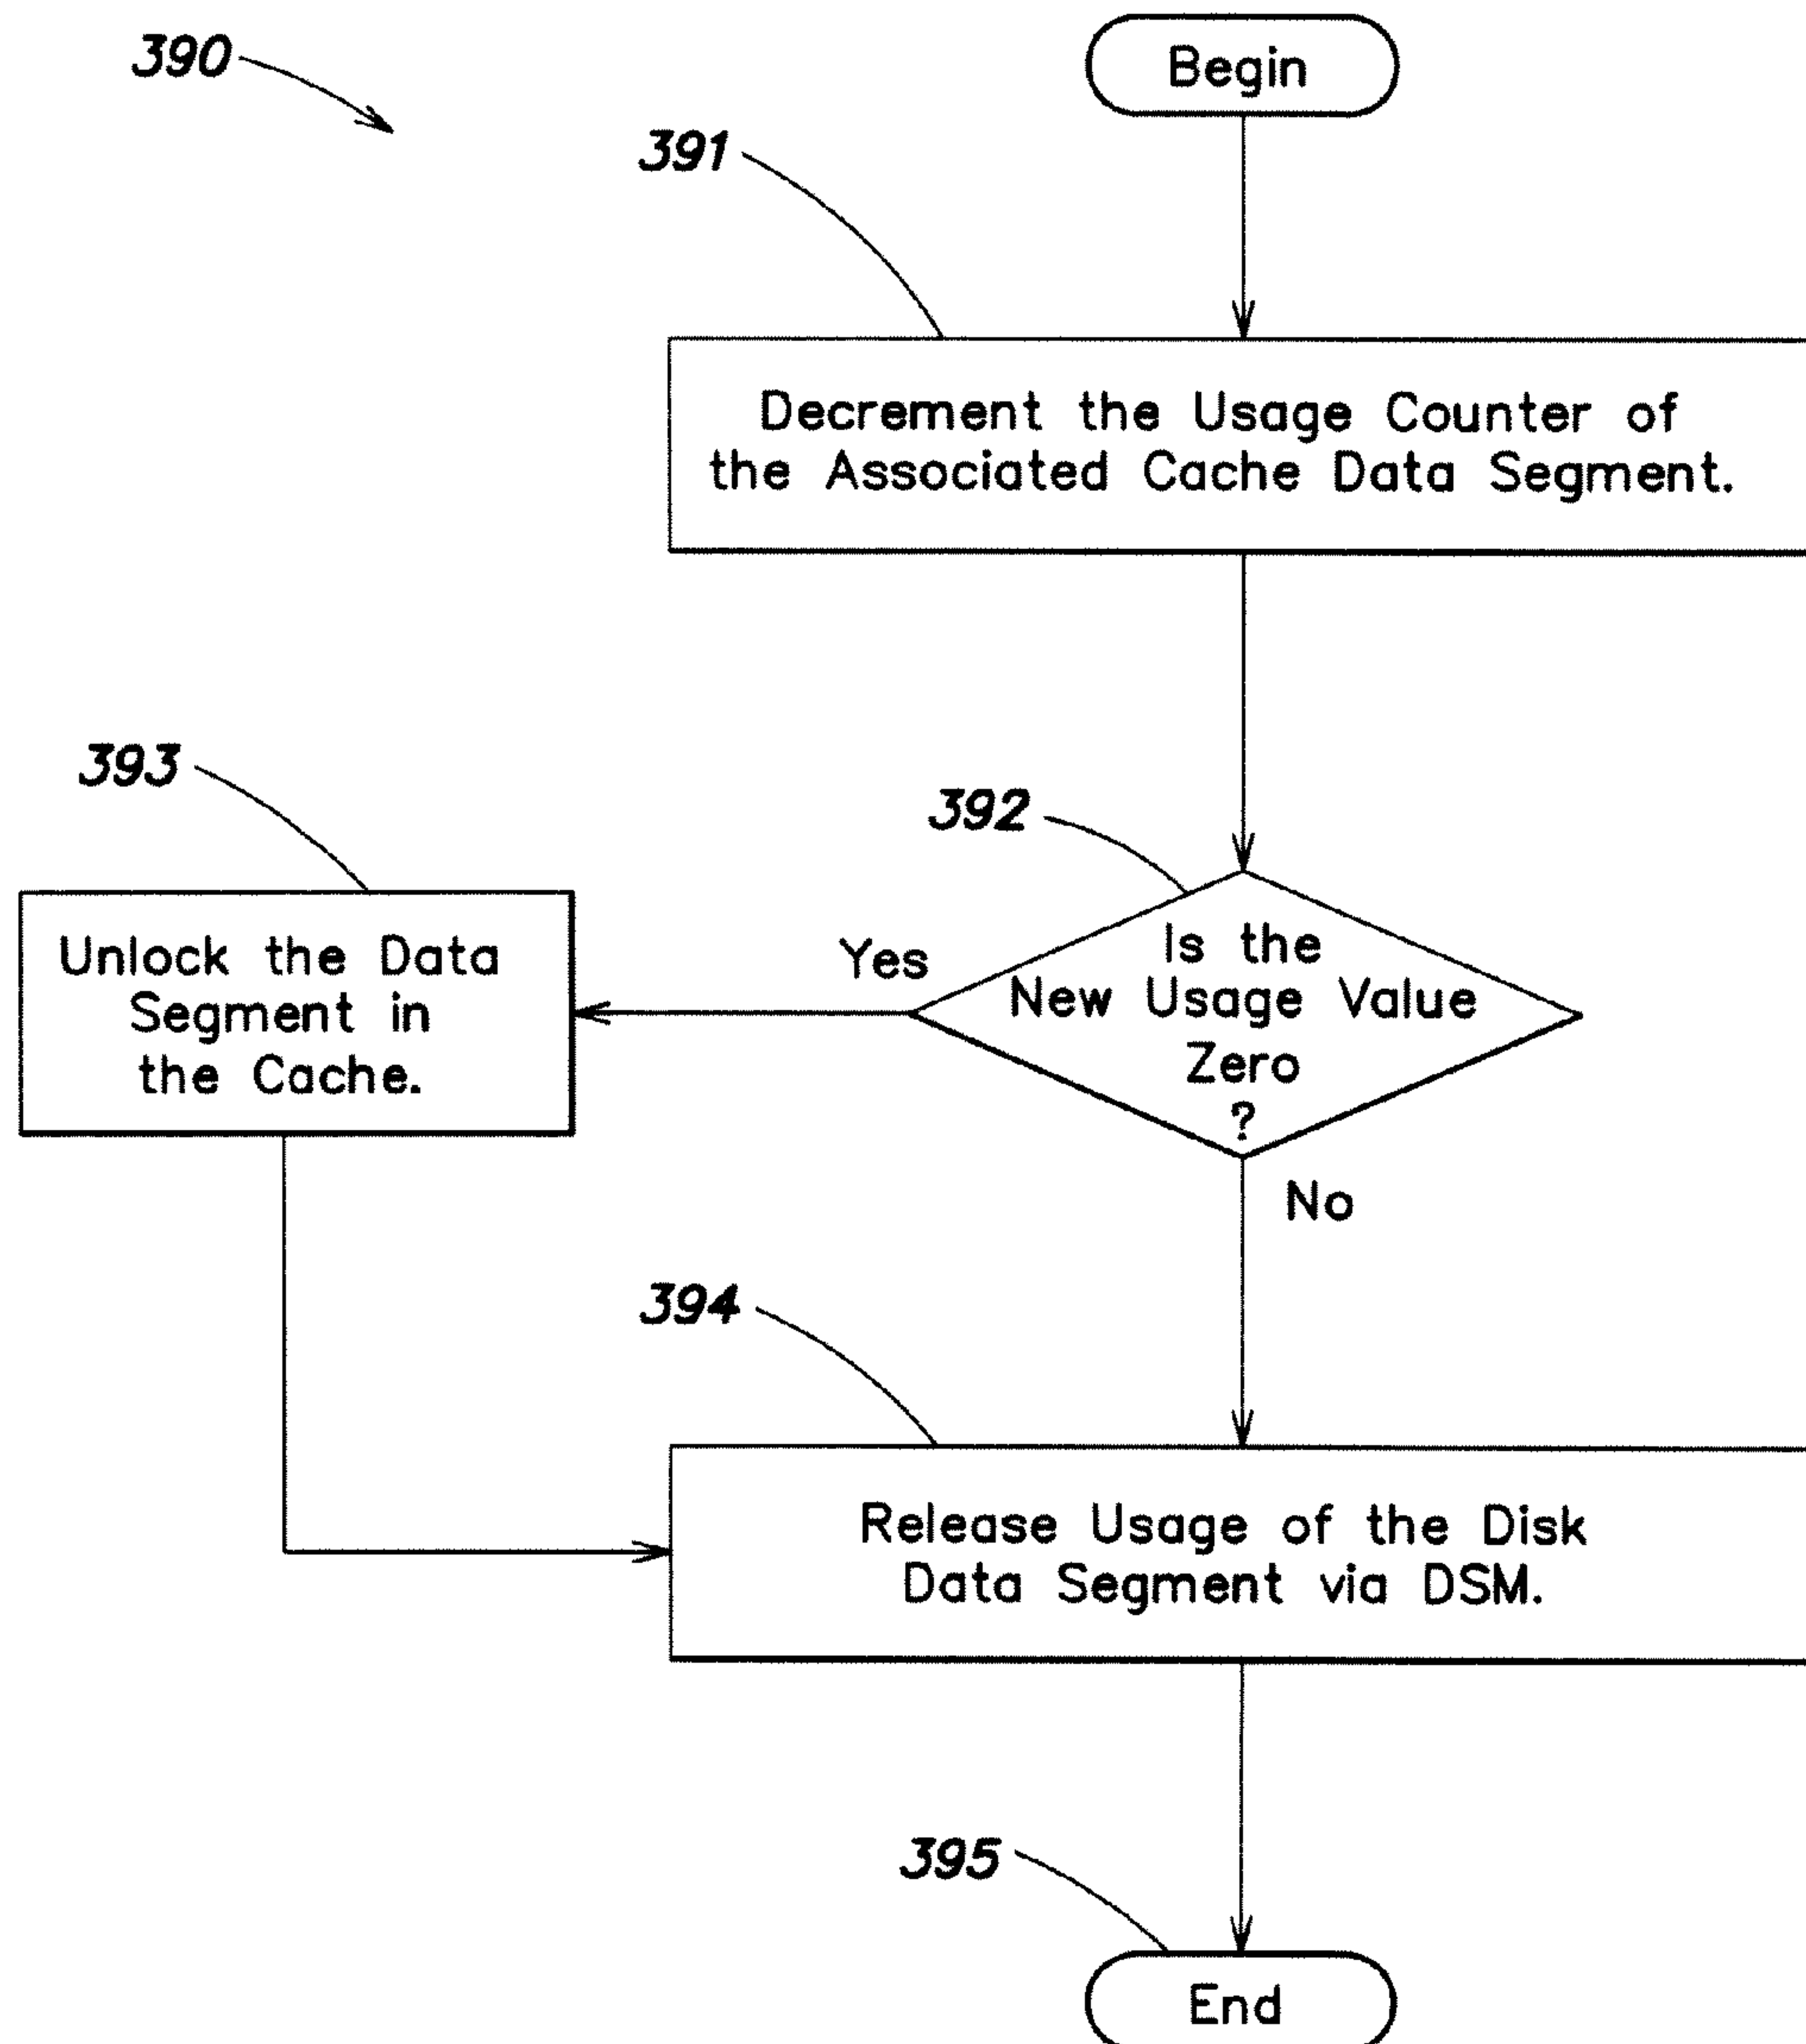 390
Begin
391
Decrement the Usage Counter of
the Associated Cache Data Segment.
393
392
Is the
New Usage Value
Zero
?
Yes
Unlock the Data
Segment in
the Cache.
No
394
Release Usage of the Disk
Data Segment via DSM.
395
End